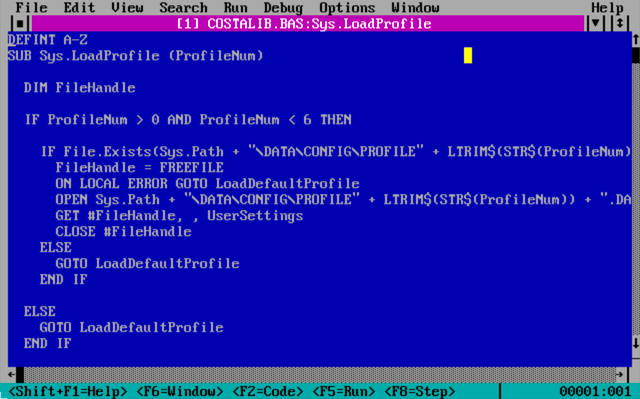 File Edit View Search Run Debug Options Window Help
[1] COSTALIB.BAS:Sys.LoadProfile
DEFINT A-Z
SUB Sys.LoadProfile (ProfileNum)
DIM FileHandle
IF ProfileNum > 0 AND ProfileNum < 6 THEN
IF File.Exists(Sys.Path + "\DATA\CONFIG\PROFILE" + LTRIM$(STR$(ProfileNum)
FileHandle = FREEFILE
ON LOCAL ERROR GOTO LoadDefaultProfile
OPEN Sys.Path + "\DATA\CONFIG\PROFILE" + LTRIM$(STR$(ProfileNum)) + ".DA
GET #FileHandle, , UserSettings
CLOSE #FileHandle
ELSE
GOTO LoadDefaultProfile
END IF
ELSE
GOTO LoadDefaultProfile
END IF
<Shift+F1=Help> <F6=Window> <F2=Code> <F5=Run> <F8=Step> 00001:001